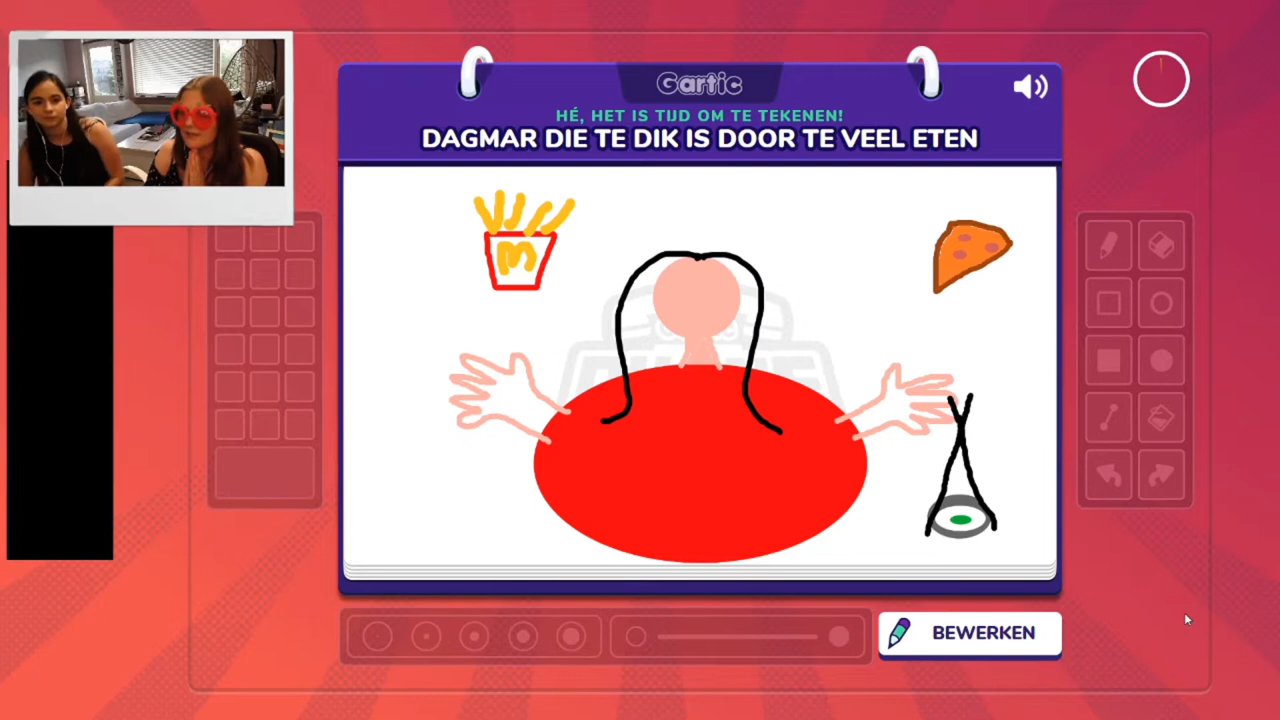 Gartic
HÉ, HET IS TIJD OM TE TEKENEN!
DAGMAR DIE TE DIK IS DOOR TE VEEL ETEN
M
BEWERKEN